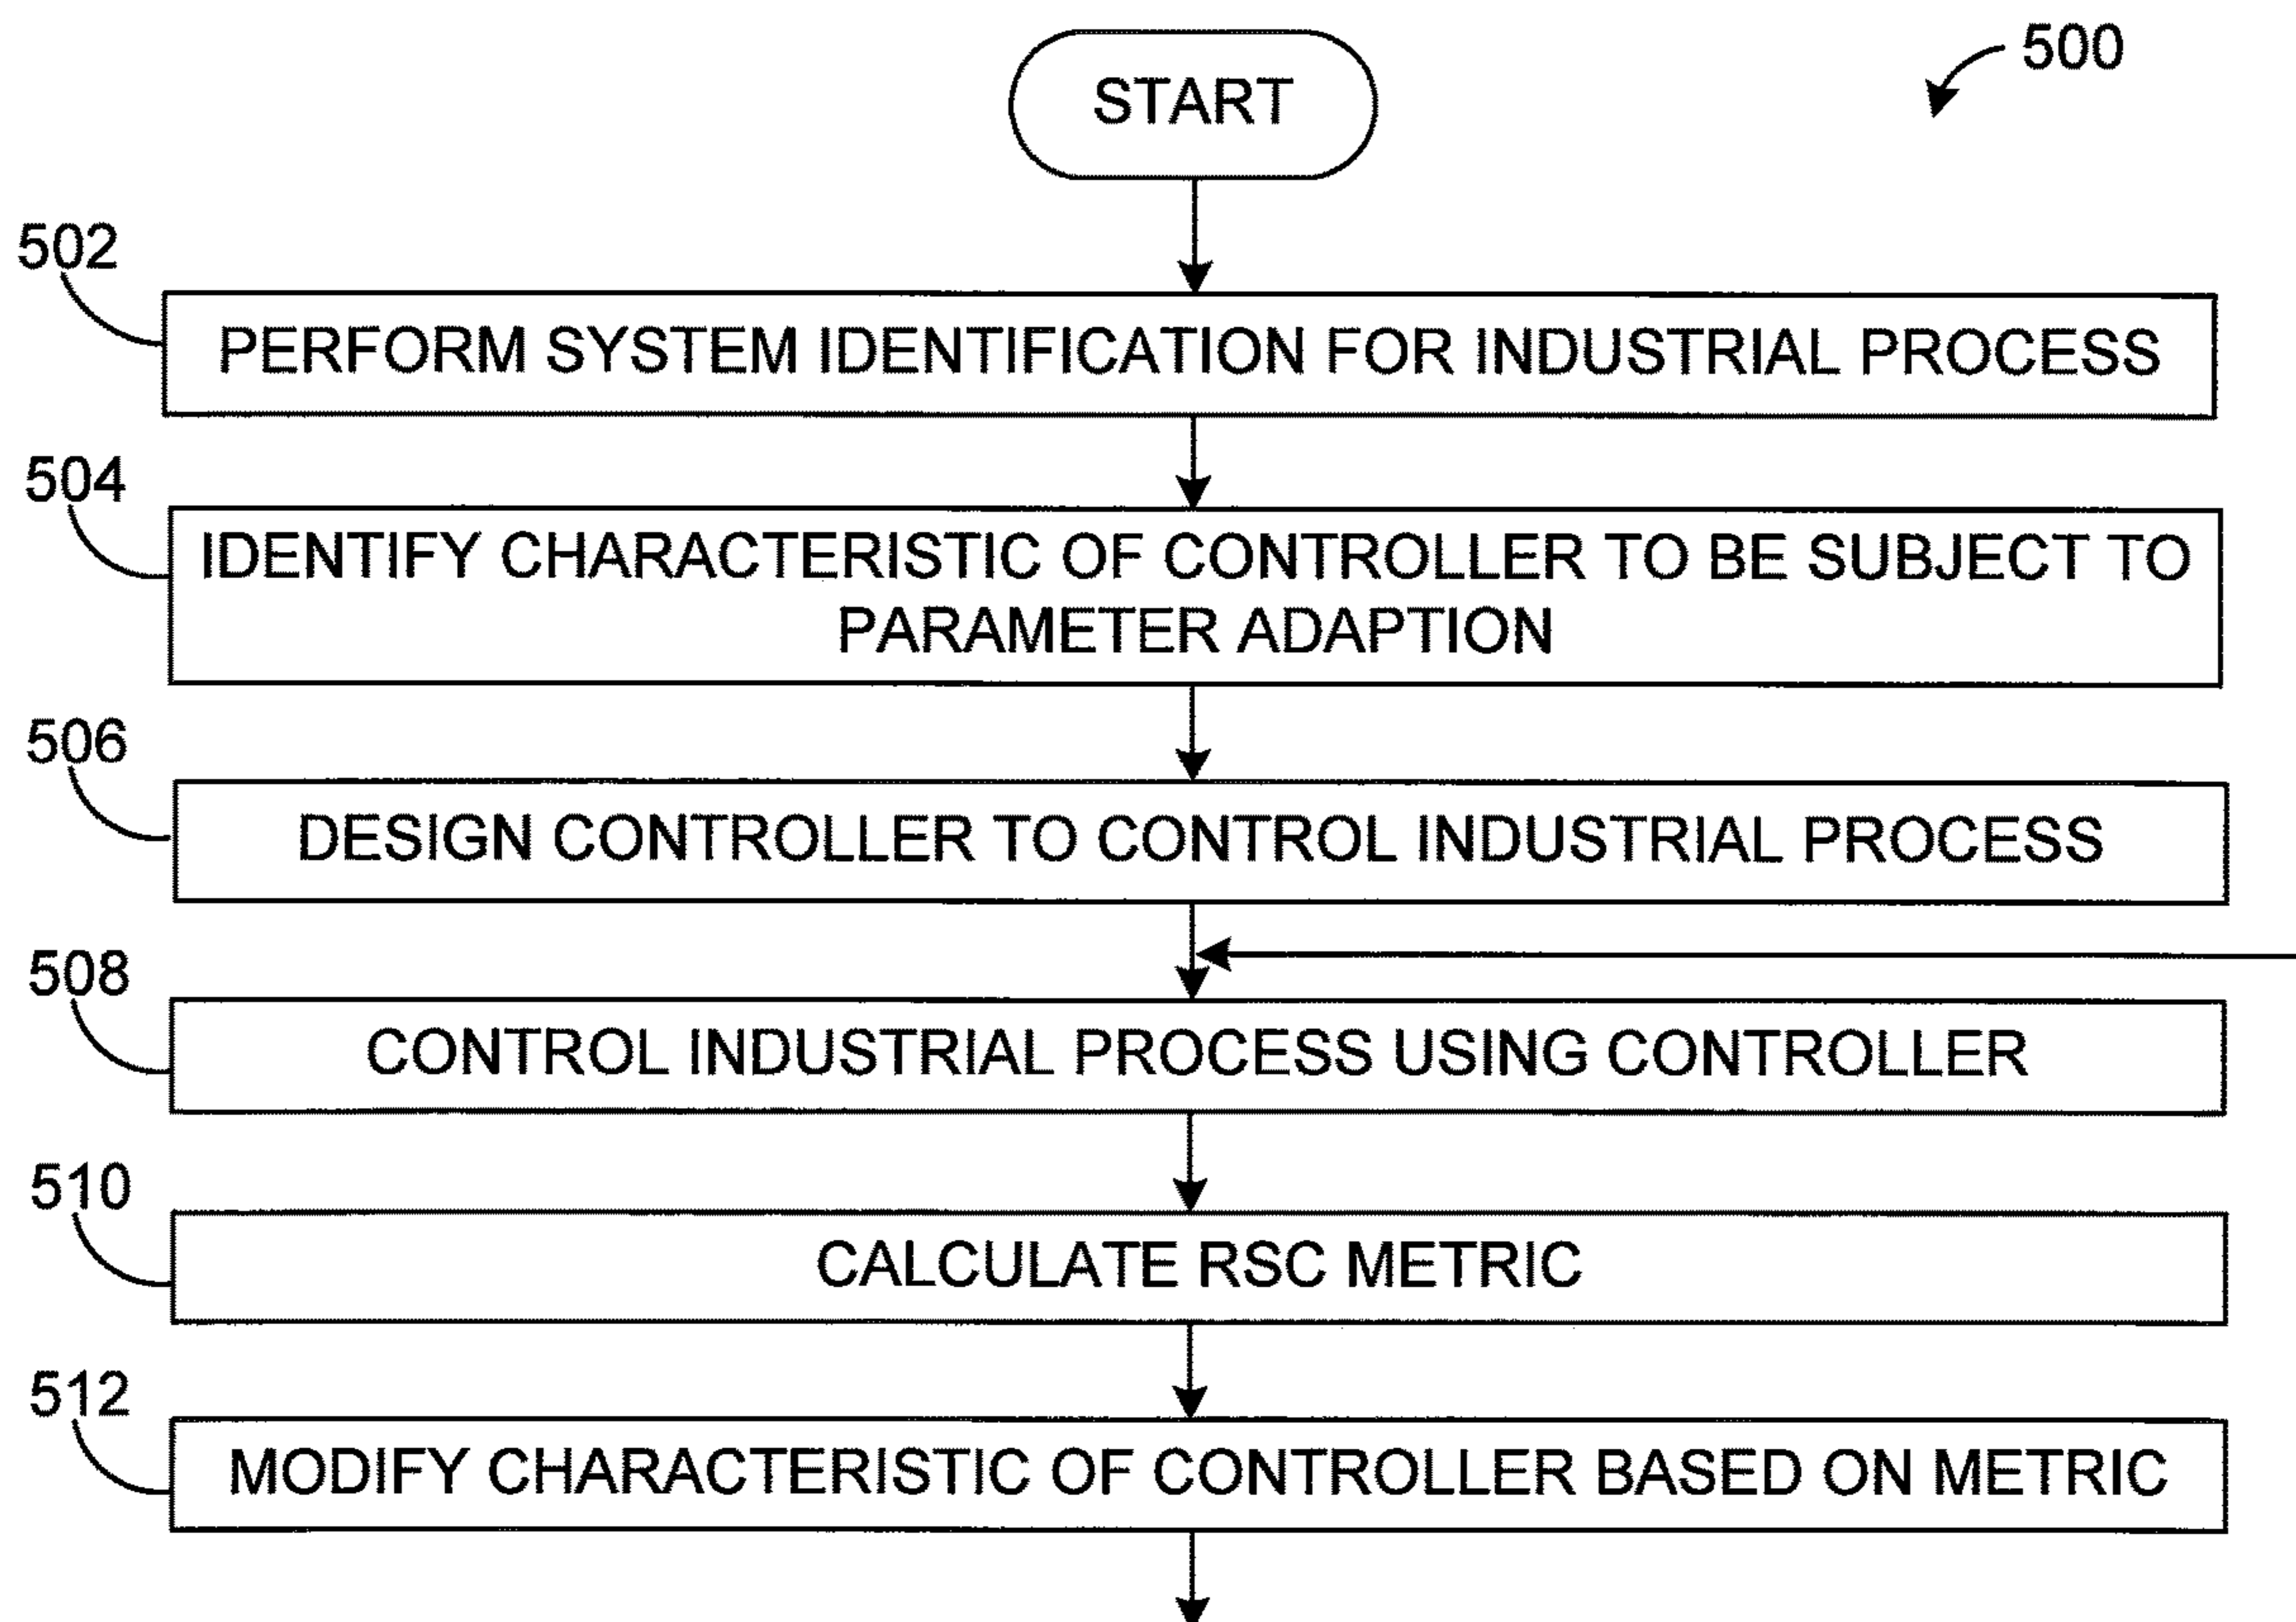 500
START
502
PERFORM SYSTEM IDENTIFICATION FOR INDUSTRIAL PROCESS
504
IDENTIFY CHARACTERISTIC OF CONTROLLER TO BE SUBJECT TO
PARAMETER ADAPTION
506
DESIGN CONTROLLER TO CONTROL INDUSTRIAL PROCESS
508
CONTROL INDUSTRIAL PROCESS USING CONTROLLER
510
CALCULATE RSC METRIC
512
MODIFY CHARACTERISTIC OF CONTROLLER BASED ON METRIC